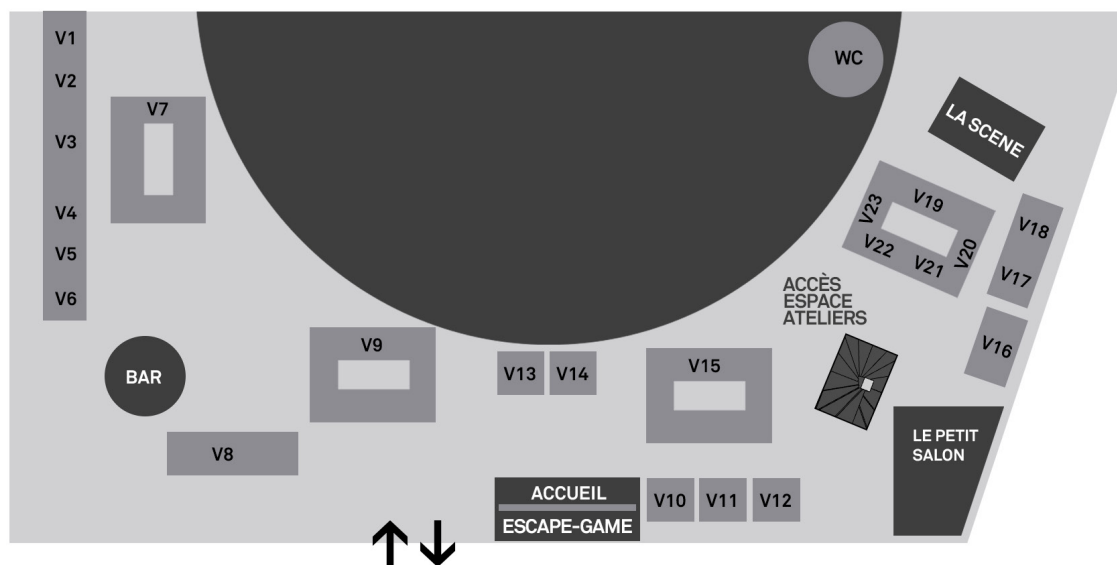 V1
V2
V3
V4
V5
V6
V7
WC
LA SCENE
V19
V23
V22
V21
V20
V18
V17
V16
ACCÈS
ESPACE
ATELIERS
BAR
V9
V13
V14
V15
V8
LE PETIT
SALON
ACCUEIL
ESCAPE-GAME
V10
V11
V12